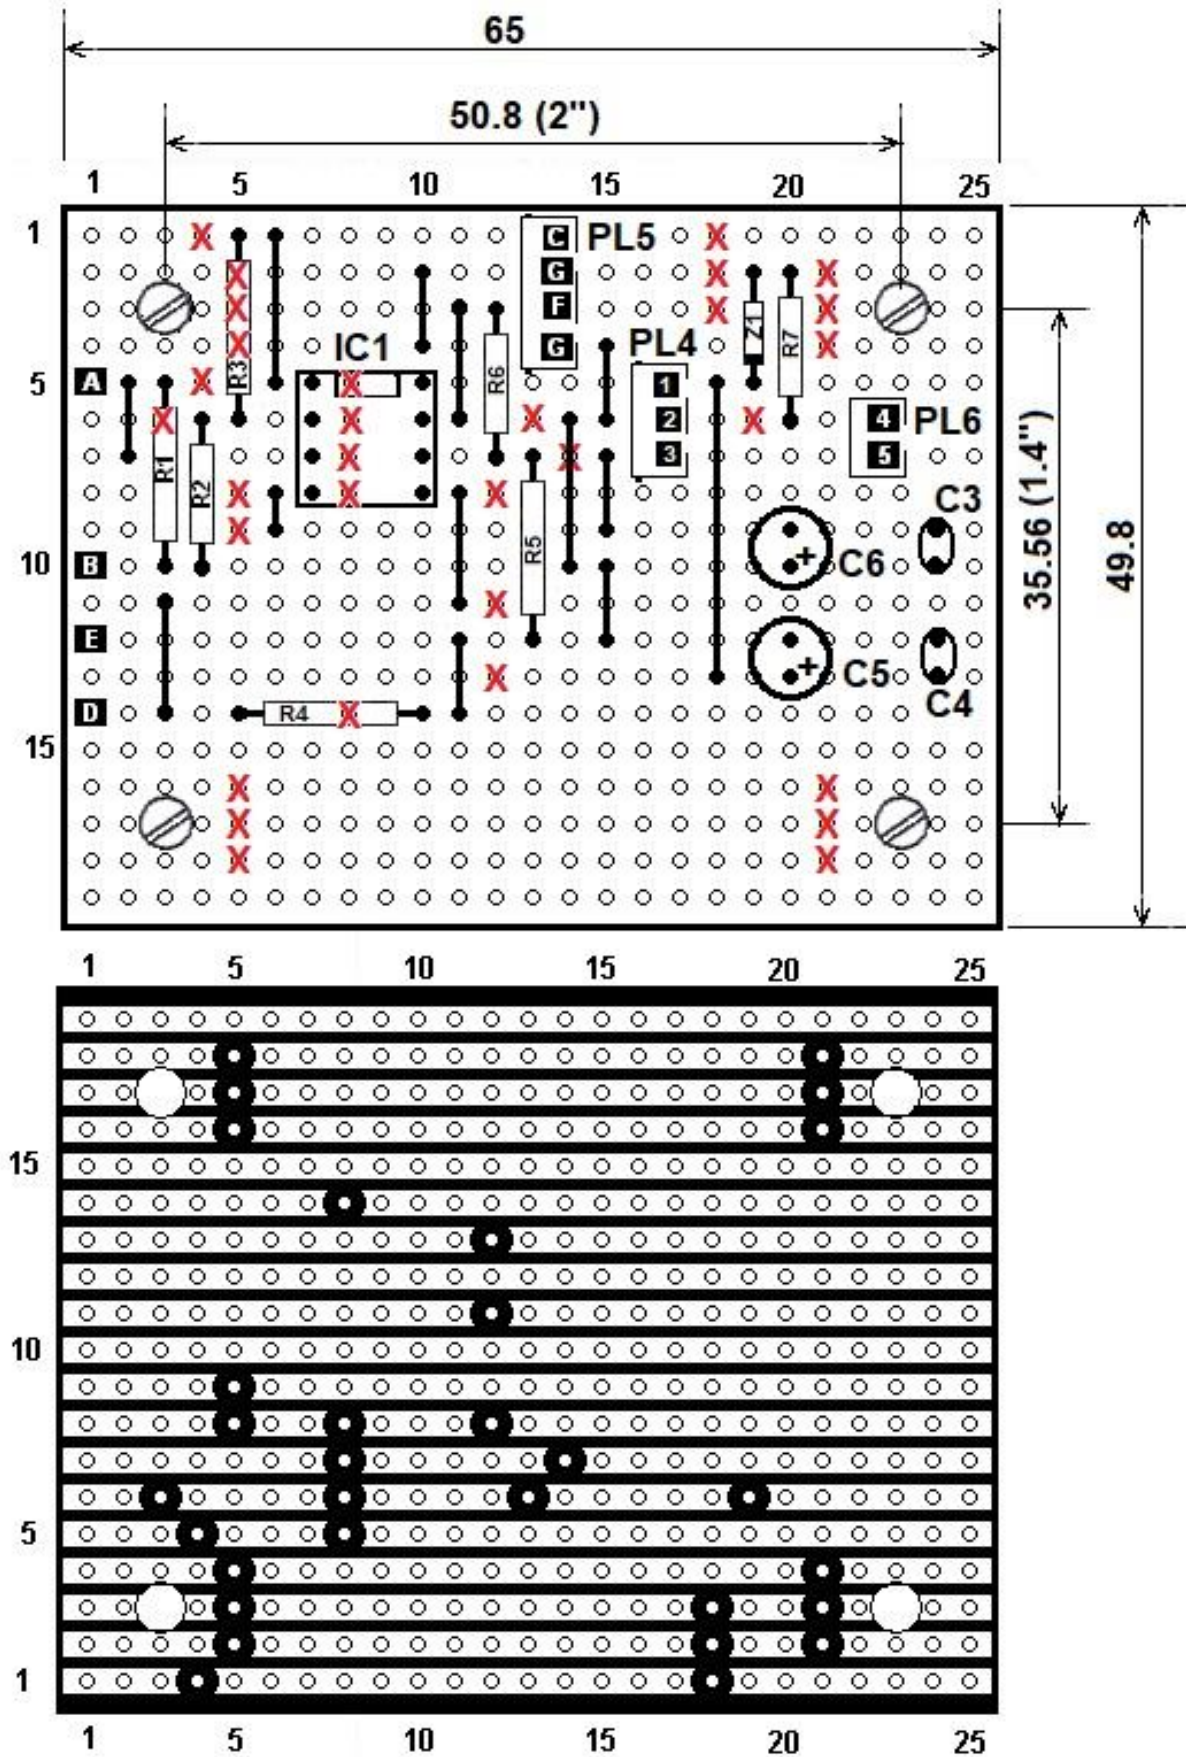 65
50.8 (2")
1 5 10 15 20 25
1
X X
C PL5
X X X
G
X X X
F
Z1
R7
X X
G
IC1
PL4
R3
R6
5
A X X
1
X X X X
2
4 PL6
R1
X X
3
5
R2
X X X
C3
X
R5
10
B
+ C6
X
E
X
+ C5
C4
D
R4 X
15
X X
X X
X X
35.56 (1.4")
49.8
1 5 10 15 20 25
15
10
5
1
1 5 10 15 20 25